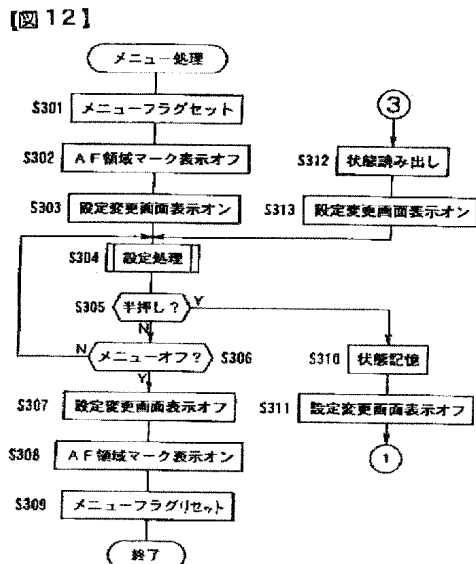 【図12】
メニュー処理
S301 メニューフラグセット
S302 AF領域マーク表示オフ
S303 設定変更画面表示オン
S304 設定処理
S305 半押し？ Y
N
N メニューオフ？ S306
Y
S307 設定変更画面表示オフ
S308 AF領域マーク表示オン
S309 メニューフラグリセット
終了
3
S312 状態読み出し
S313 設定変更画面表示オン
S310 状態記憶
S311 設定変更画面表示オフ
1